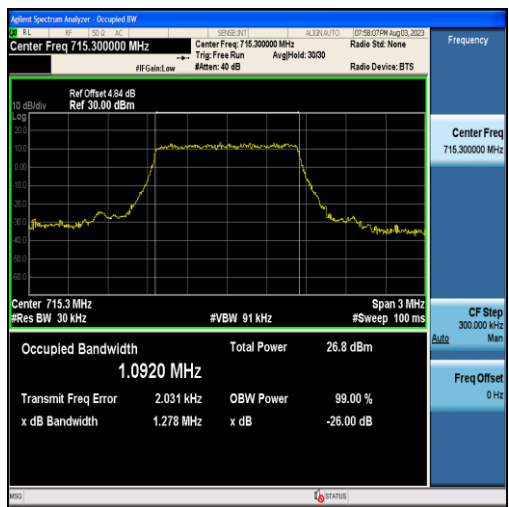 Agilent Spectrum Analyzer - Occupied BW
RL RF 50 Ω AC SENSE:INT ALIGN AUTO 07:58:07 PM Aug 03, 2023
Center Freq 715.300000 MHz
Center Freq: 715.300000 MHz
Radio Std: None
Trig: Free Run Avg|Hold: 30/30
#IFGain:Low #Atten: 40 dB Radio Device: BTS
Ref Offset 4.84 dB
10 dB/div Ref 30.00 dBm
Log
20.0
10.0
0.00
-10.0
-20.0
-30.0
-40.0
-50.0
-60.0
Center 715.3 MHz Span 3 MHz
#Res BW 30 kHz #VBW 91 kHz #Sweep 100 ms
Occupied Bandwidth Total Power 26.8 dBm
1.0920 MHz
Transmit Freq Error 2.031 kHz OBW Power 99.00 %
x dB Bandwidth 1.278 MHz x dB -26.00 dB
MSG STATUS
Frequency
Center Freq
715.300000 MHz
CF Step
300.000 kHz
Auto Man
Freq Offset
0 Hz